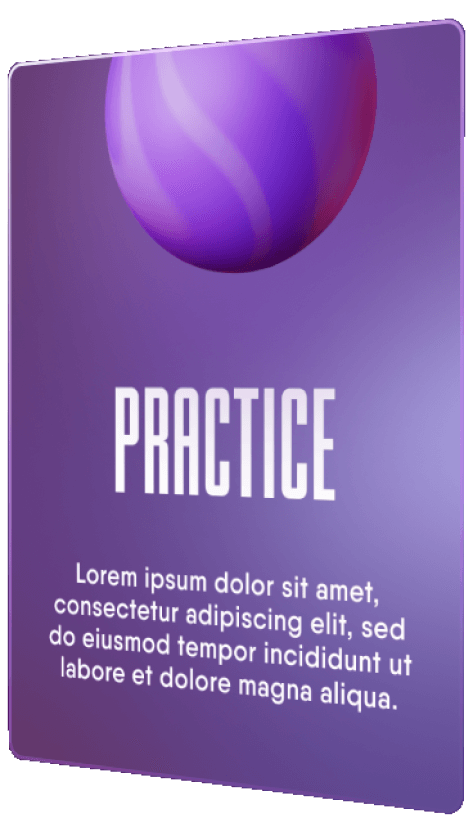 PRACTICE
Lorem ipsum dolor sit amet,
consectetur adipiscing elit, sed
do eiusmod tempor incididunt ut
labore et dolore magna aliqua.